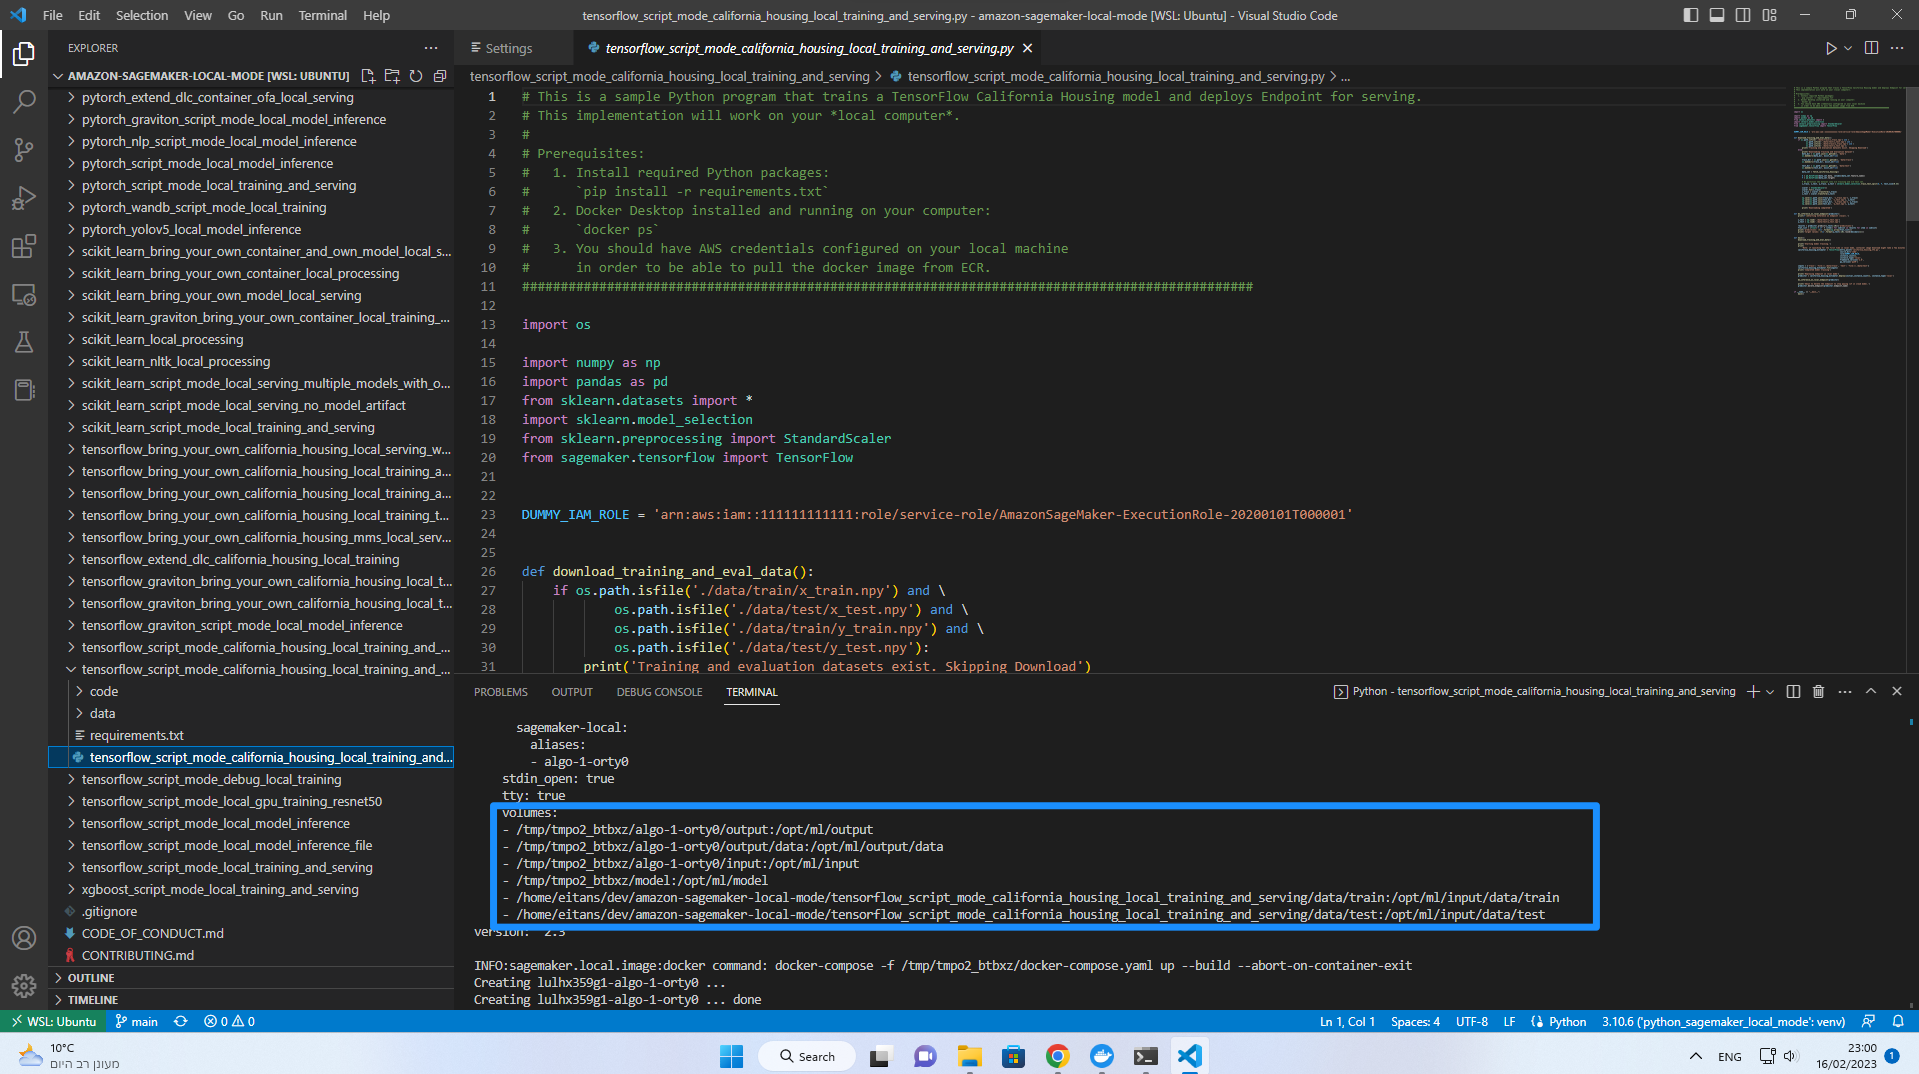 File Edit Selection View Go Run Terminal Help
tensorflow_script_mode_california_housing_local_training_and_serving.py - amazon-sagemaker-local-mode [WSL: Ubuntu] - Visual Studio Code
EXPLORER
AMAZON-SAGEMAKER-LOCAL-MODE [WSL: UBUNTU]
pytorch_extend_dlc_container_ofa_local_serving
pytorch_graviton_script_mode_local_model_inference
pytorch_nlp_script_mode_local_model_inference
pytorch_script_mode_local_model_inference
pytorch_script_mode_local_training_and_serving
pytorch_wandb_script_mode_local_training
pytorch_yolov5_local_model_inference
scikit_learn_bring_your_own_container_and_own_model_local_s...
scikit_learn_bring_your_own_container_local_processing
scikit_learn_bring_your_own_model_local_serving
scikit_learn_graviton_bring_your_own_container_local_training_...
scikit_learn_local_processing
scikit_learn_nltk_local_processing
scikit_learn_script_mode_local_serving_multiple_models_with_o...
scikit_learn_script_mode_local_serving_no_model_artifact
scikit_learn_script_mode_local_training_and_serving
tensorflow_bring_your_own_california_housing_local_serving_w...
tensorflow_bring_your_own_california_housing_local_training_a...
tensorflow_bring_your_own_california_housing_local_training_a...
tensorflow_bring_your_own_california_housing_local_training_t...
tensorflow_bring_your_own_california_housing_mms_local_serv...
tensorflow_extend_dlc_california_housing_local_training
tensorflow_graviton_bring_your_own_california_housing_local_t...
tensorflow_graviton_bring_your_own_california_housing_local_t...
tensorflow_graviton_script_mode_local_model_inference
tensorflow_script_mode_california_housing_local_training_and_...
tensorflow_script_mode_california_housing_local_training_and_...
code
data
requirements.txt
tensorflow_script_mode_california_housing_local_training_and...
tensorflow_script_mode_debug_local_training
tensorflow_script_mode_local_gpu_training_resnet50
tensorflow_script_mode_local_model_inference
tensorflow_script_mode_local_model_inference_file
tensorflow_script_mode_local_training_and_serving
xgboost_script_mode_local_training_and_serving
.gitignore
CODE_OF_CONDUCT.md
CONTRIBUTING.md
OUTLINE
TIMELINE
Settings
tensorflow_script_mode_california_housing_local_training_and_serving.py
tensorflow_script_mode_california_housing_local_training_and_serving > tensorflow_script_mode_california_housing_local_training_and_serving.py > ...
1 # This is a sample Python program that trains a TensorFlow California Housing model and deploys Endpoint for serving.
2 # This implementation will work on your *local computer*.
3 #
4 # Prerequisites:
5 #   1. Install required Python packages:
6 #      `pip install -r requirements.txt`
7 #   2. Docker Desktop installed and running on your computer:
8 #      `docker ps`
9 #   3. You should have AWS credentials configured on your local machine
10 #      in order to be able to pull the docker image from ECR.
11 ###############################################################################################
12
13 import os
14
15 import numpy as np
16 import pandas as pd
17 from sklearn.datasets import *
18 import sklearn.model_selection
19 from sklearn.preprocessing import StandardScaler
20 from sagemaker.tensorflow import TensorFlow
21
22
23 DUMMY_IAM_ROLE = 'arn:aws:iam::111111111111:role/service-role/AmazonSageMaker-ExecutionRole-20200101T000001'
24
25
26 def download_training_and_eval_data():
27     if os.path.isfile('./data/train/x_train.npy') and \
28             os.path.isfile('./data/test/x_test.npy') and \
29             os.path.isfile('./data/train/y_train.npy') and \
30             os.path.isfile('./data/test/y_test.npy'):
31         print('Training and evaluation datasets exist. Skipping Download')
PROBLEMS OUTPUT DEBUG CONSOLE TERMINAL
Python - tensorflow_script_mode_california_housing_local_training_and_serving
sagemaker-local:
aliases:
- algo-1-orty0
stdin_open: true
tty: true
volumes:
- /tmp/tmpo2_btbxz/algo-1-orty0/output:/opt/ml/output
- /tmp/tmpo2_btbxz/algo-1-orty0/output/data:/opt/ml/output/data
- /tmp/tmpo2_btbxz/algo-1-orty0/input:/opt/ml/input
- /tmp/tmpo2_btbxz/model:/opt/ml/model
- /home/eitans/dev/amazon-sagemaker-local-mode/tensorflow_script_mode_california_housing_local_training_and_serving/data/train:/opt/ml/input/data/train
- /home/eitans/dev/amazon-sagemaker-local-mode/tensorflow_script_mode_california_housing_local_training_and_serving/data/test:/opt/ml/input/data/test
version: '2.3'
INFO:sagemaker.local.image:docker command: docker-compose -f /tmp/tmpo2_btbxz/docker-compose.yaml up --build --abort-on-container-exit
Creating lulhx359g1-algo-1-orty0 ...
Creating lulhx359g1-algo-1-orty0 ... done
WSL: Ubuntu main 0 0
Ln 1, Col 1 Spaces: 4 UTF-8 LF Python 3.10.6 ('python_sagemaker_local_mode': venv)
10°C
מעונן רב היום
Search
ENG
23:00
16/02/2023
1